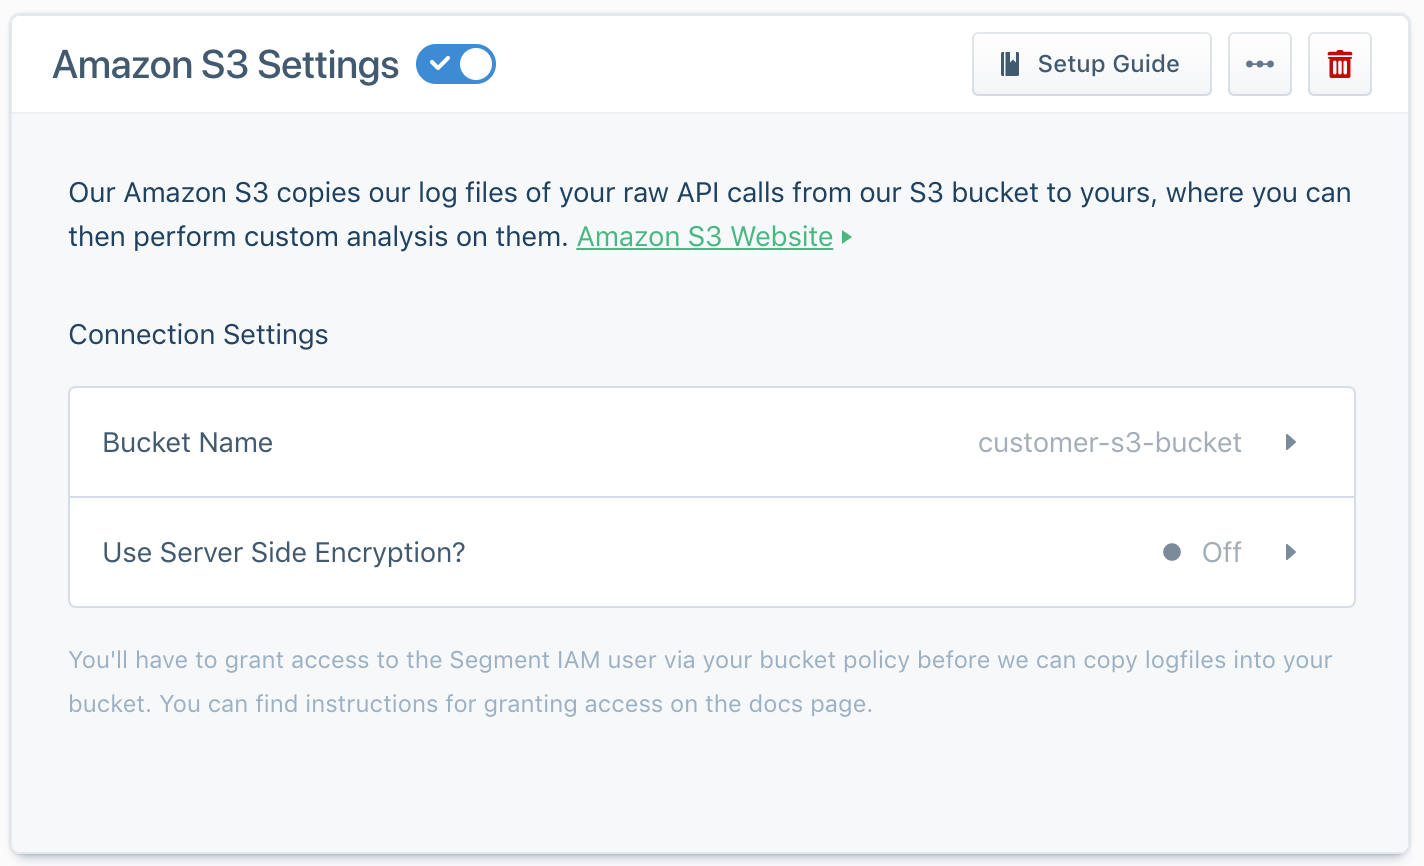 Amazon S3 Settings
Setup Guide
Our Amazon S3 copies our log files of your raw API calls from our S3 bucket to yours, where you can
then perform custom analysis on them. Amazon S3 Website
Connection Settings
Bucket Name customer-s3-bucket
Use Server Side Encryption? Off
You'll have to grant access to the Segment IAM user via your bucket policy before we can copy logfiles into your
bucket. You can find instructions for granting access on the docs page.